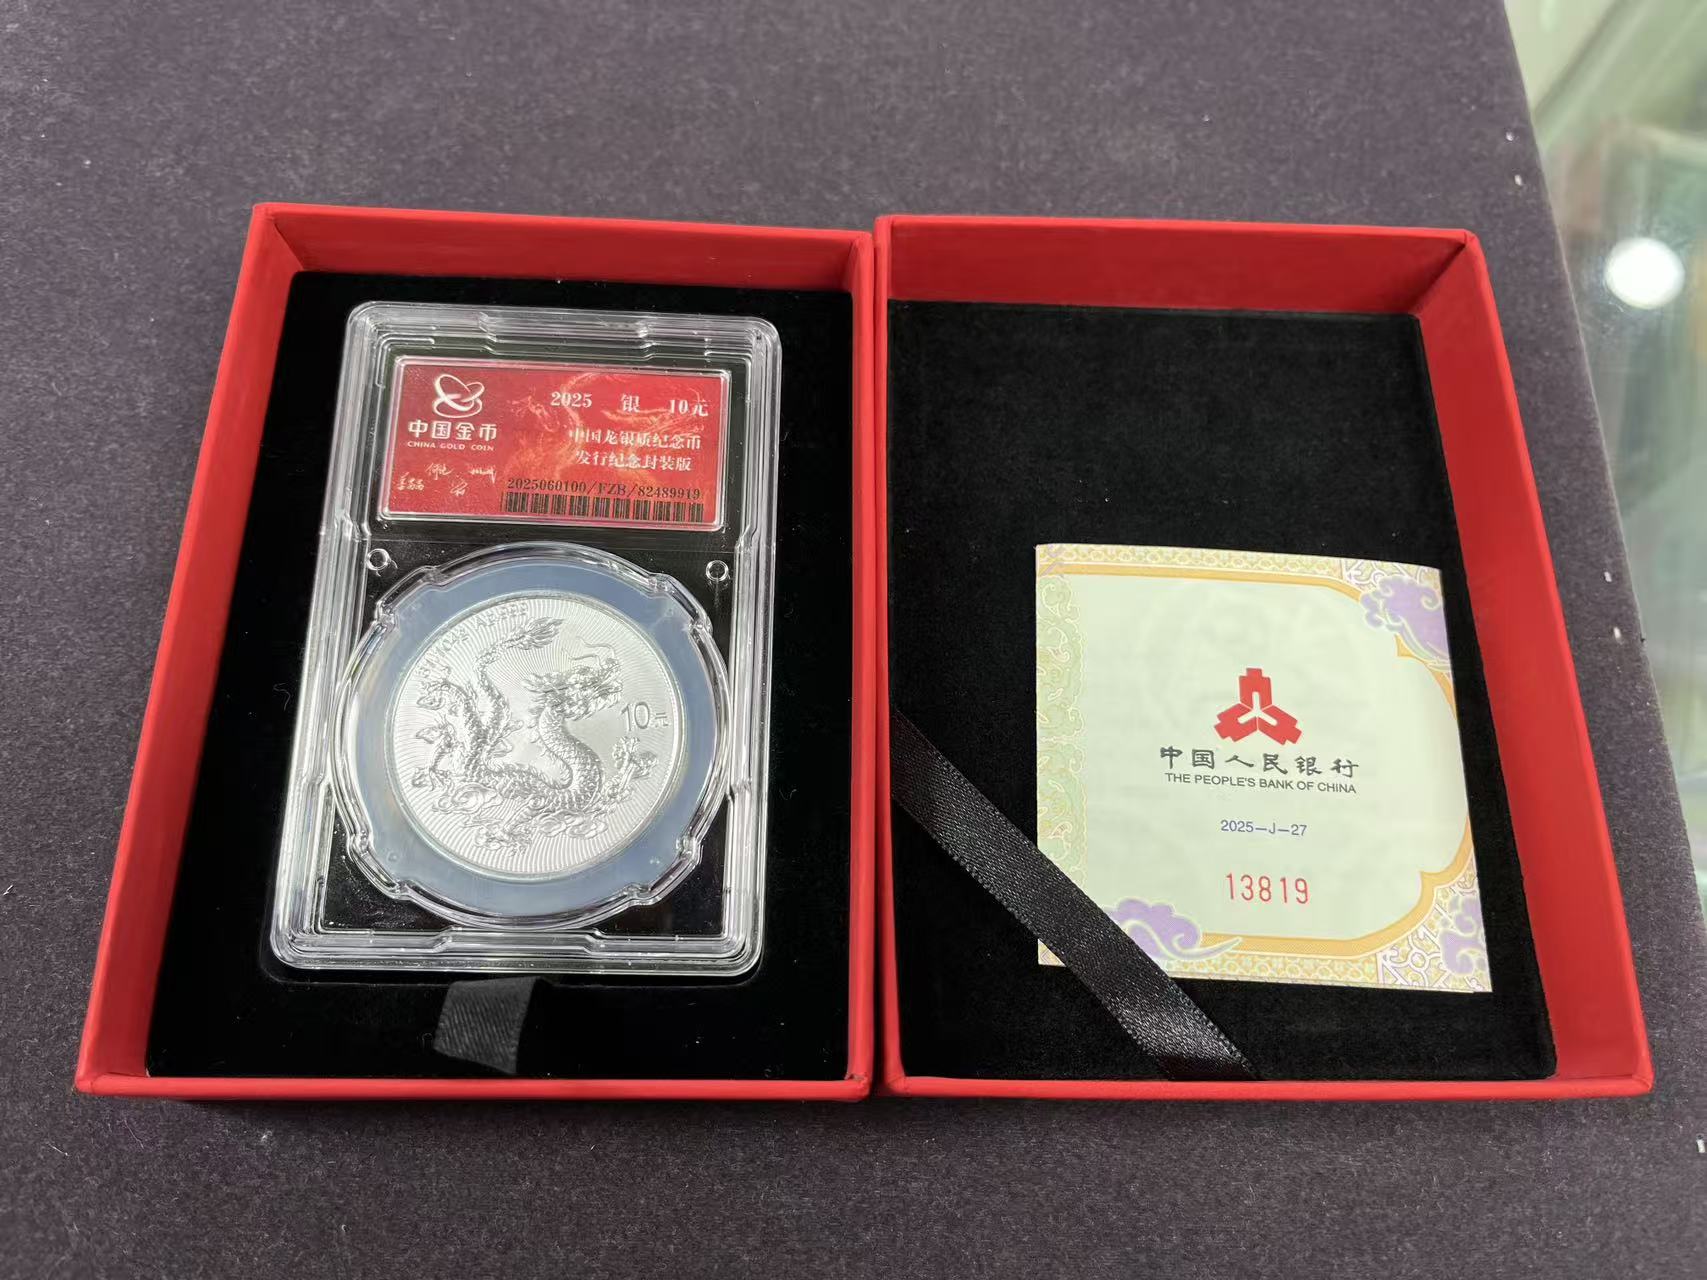 2025 银 10元
中国金币
CHINA GOLD COIN
中国龙银质纪念币
发行纪念封装版
2025060100/FZB/82489919
10元
中国人民银行
THE PEOPLE'S BANK OF CHINA
2025—J—27
13819